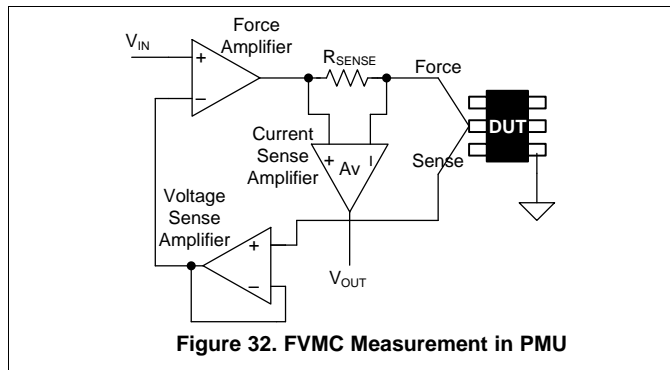 Force
Amplifier
V_IN
+
−
R_SENSE
Force
DUT
Current
Sense
Amplifier
+
−
Av
Sense
Voltage
Sense
Amplifier
+
−
V_OUT
Figure 32. FVMC Measurement in PMU